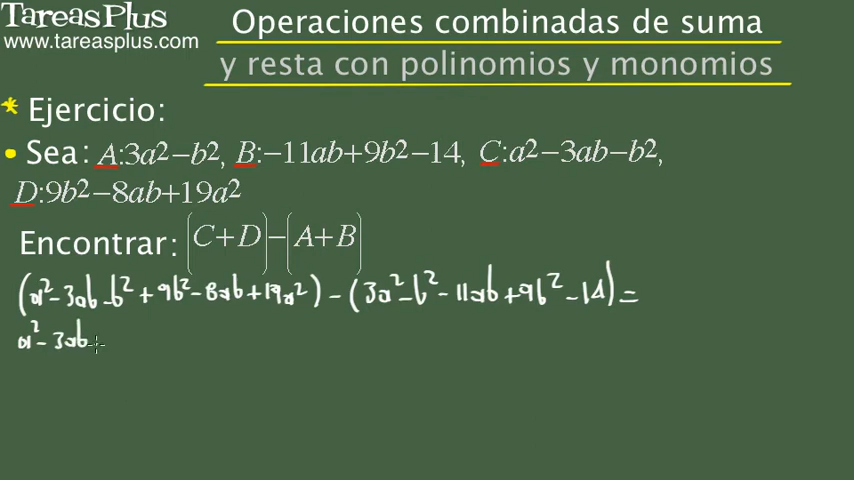 TareasPlus
www.tareasplus.com
Operaciones combinadas de suma
y resta con polinomios y monomios
* Ejercicio:
• Sea: A:3a²−b², B:−11ab+9b²−14, C:a²−3ab−b²,
D:9b²−8ab+19a²
Encontrar: (C+D)−(A+B)
(a²-3ab-b²+9b²-8ab+19a²)-(3a²-b²-11ab+9b²-14)=
a²-3ab